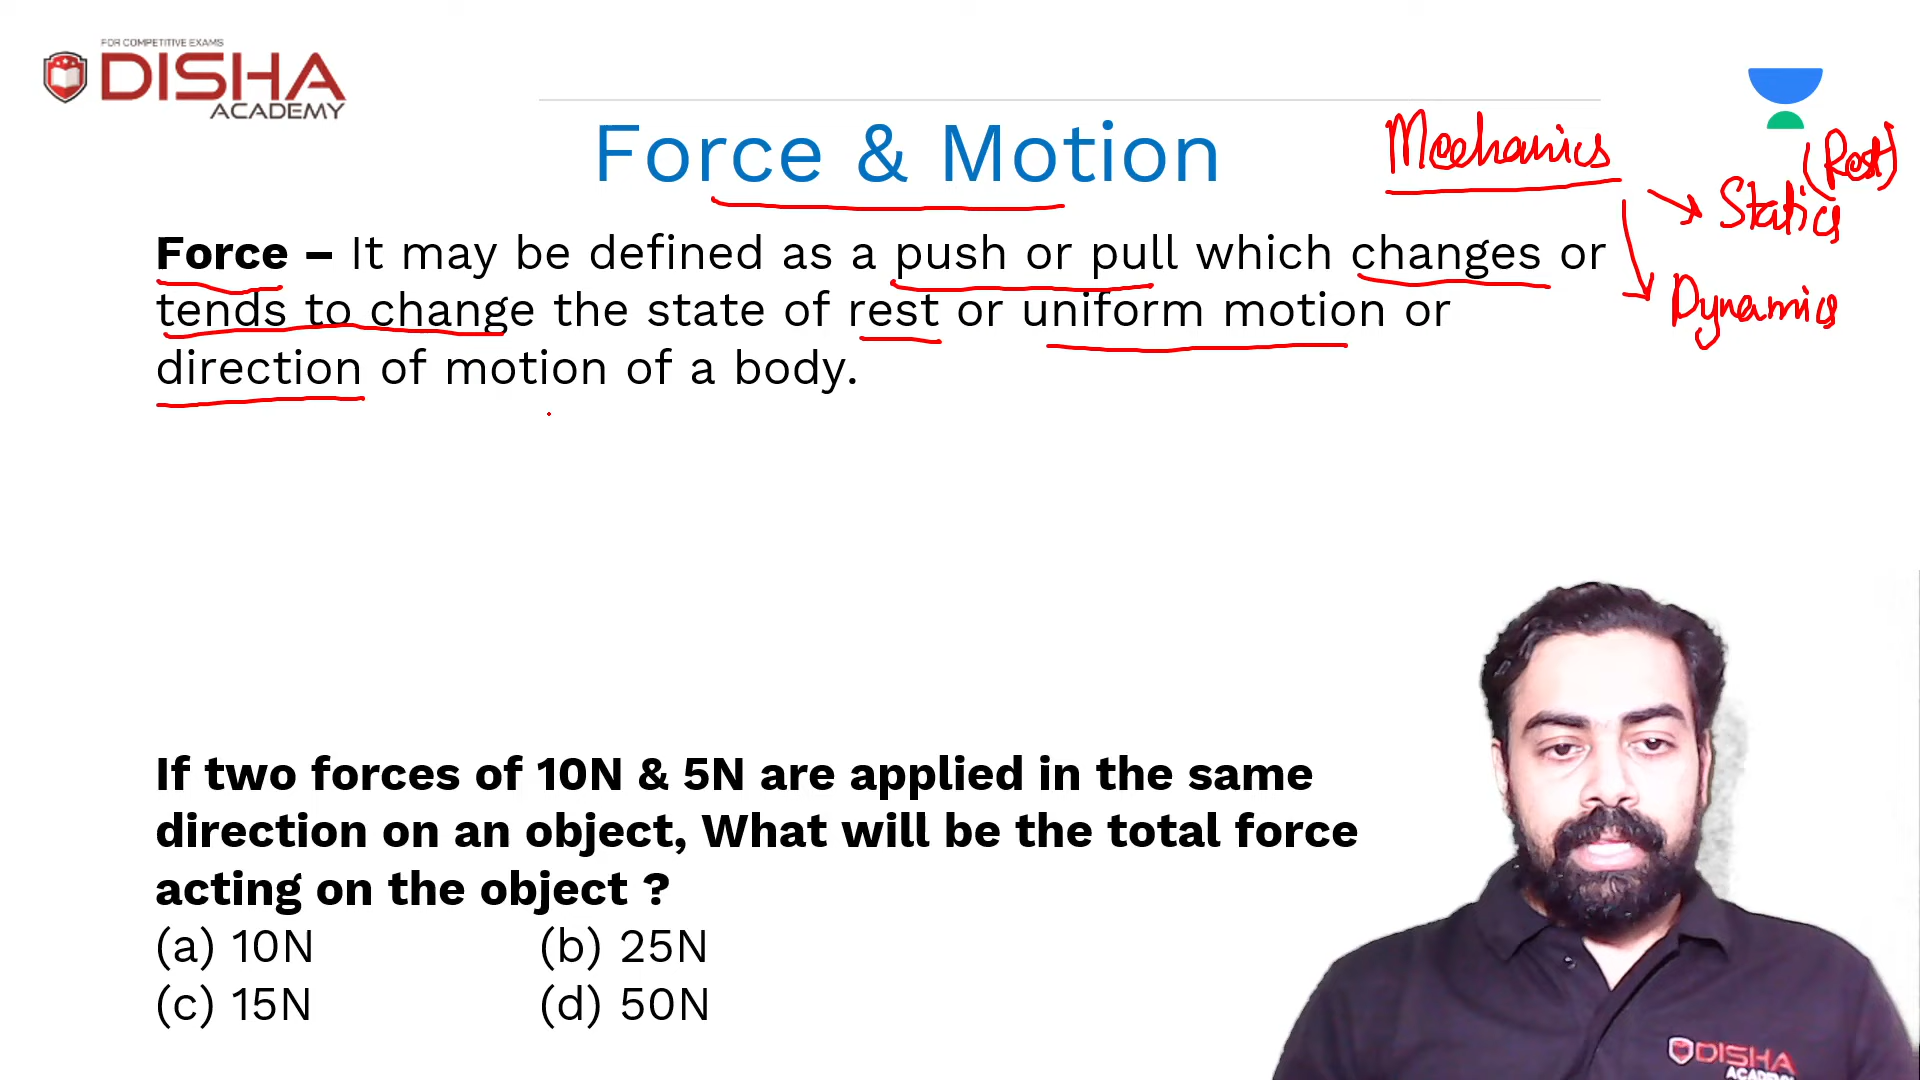 FOR COMPETITIVE EXAMS
DISHA
ACADEMY
Force & Motion
Mechanics
(Rest)
Statics
Dynamics
Force – It may be defined as a push or pull which changes or
tends to change the state of rest or uniform motion or
direction of motion of a body.
If two forces of 10N & 5N are applied in the same
direction on an object, What will be the total force
acting on the object ?
(a) 10N (b) 25N
(c) 15N (d) 50N
DISHA
ACADEMY